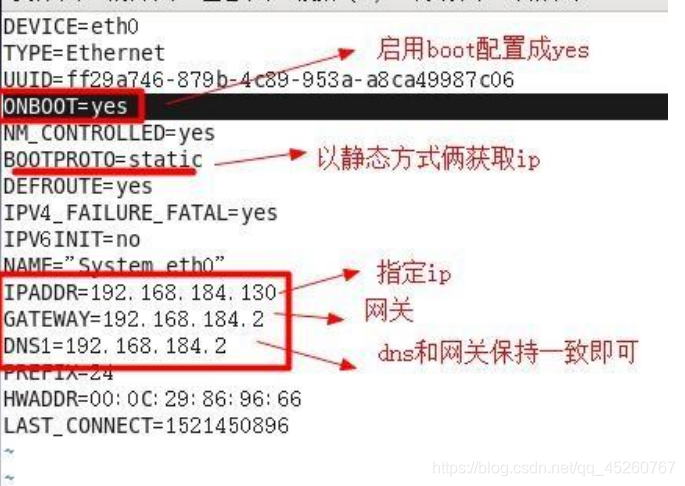 DEVICE=eth0
启用boot配置成yes
TYPE=Ethernet
UUID=ff29a746-879b-4c89-953a-a8ca49987c06
ONBOOT=yes
NM_CONTROLLED=yes
BOOTPROTO=static
以静态方式俩获取ip
DEFROUTE=yes
IPV4_FAILURE_FATAL=yes
IPV6INIT=no
NAME="System eth0"
指定ip
IPADDR=192.168.184.130
网关
GATEWAY=192.168.184.2
DNS1=192.168.184.2
dns和网关保持一致即可
PREFIX=24
HWADDR=00:0C:29:86:96:66
LAST_CONNECT=1521450896
~
~
https://blog.csdn.net/qq_45260767